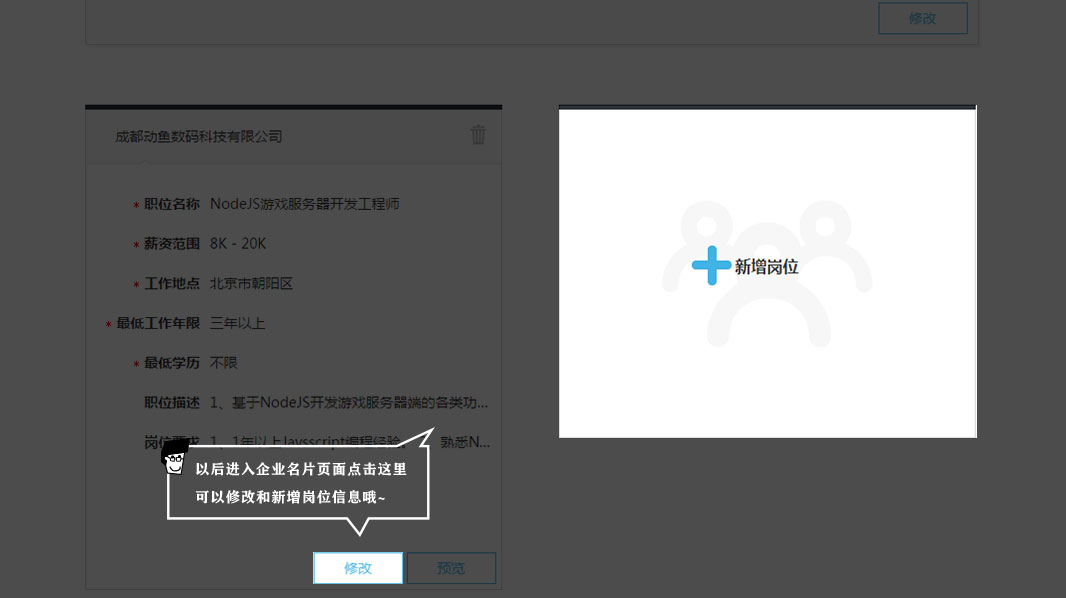 修改
成都动鱼数码科技有限公司
* 职位名称 NodeJS游戏服务器开发工程师
* 薪资范围 8K - 20K
* 工作地点 北京市朝阳区
* 最低工作年限 三年以上
* 最低学历 不限
职位描述 1、基于NodeJS开发游戏服务器端的各类功...
岗位要求 1、1年以上Javsscript编程经验、 熟悉N...
以后进入企业名片页面点击这里
可以修改和新增岗位信息哦~
修改 预览
新增岗位